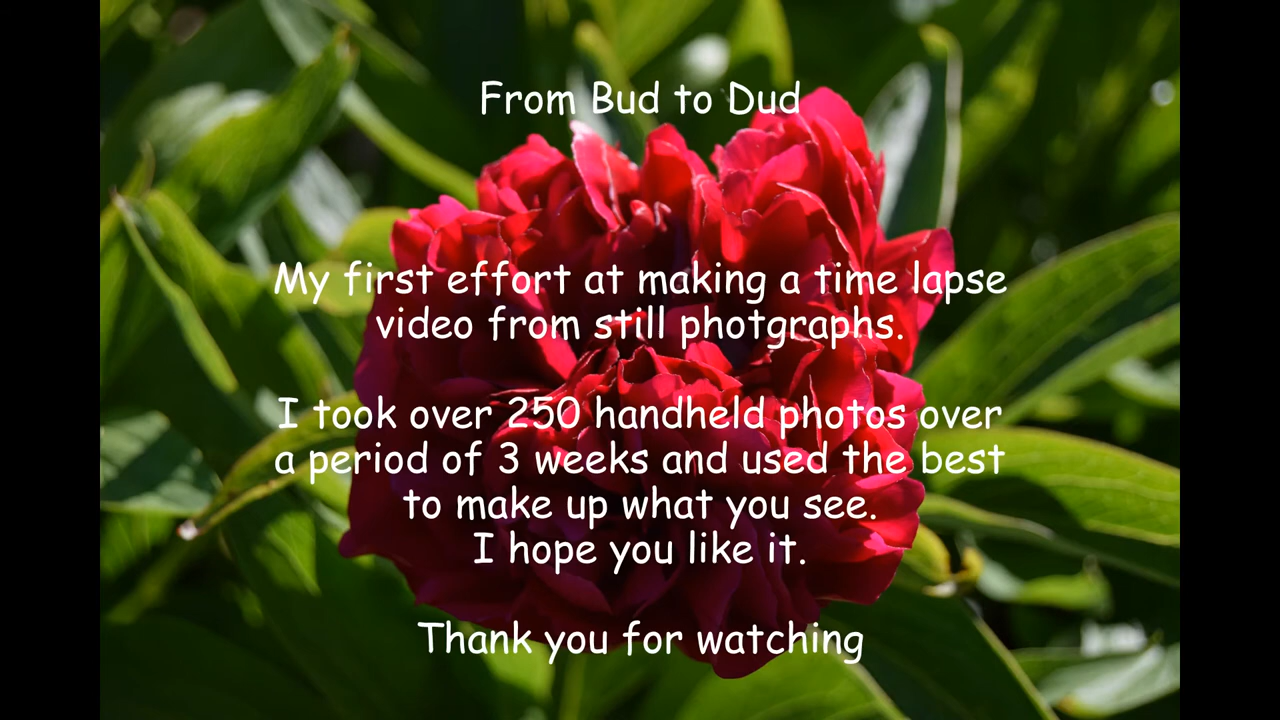 From Bud to Dud
My first effort at making a time lapse
video from still photgraphs.
I took over 250 handheld photos over
a period of 3 weeks and used the best
to make up what you see.
I hope you like it.
Thank you for watching